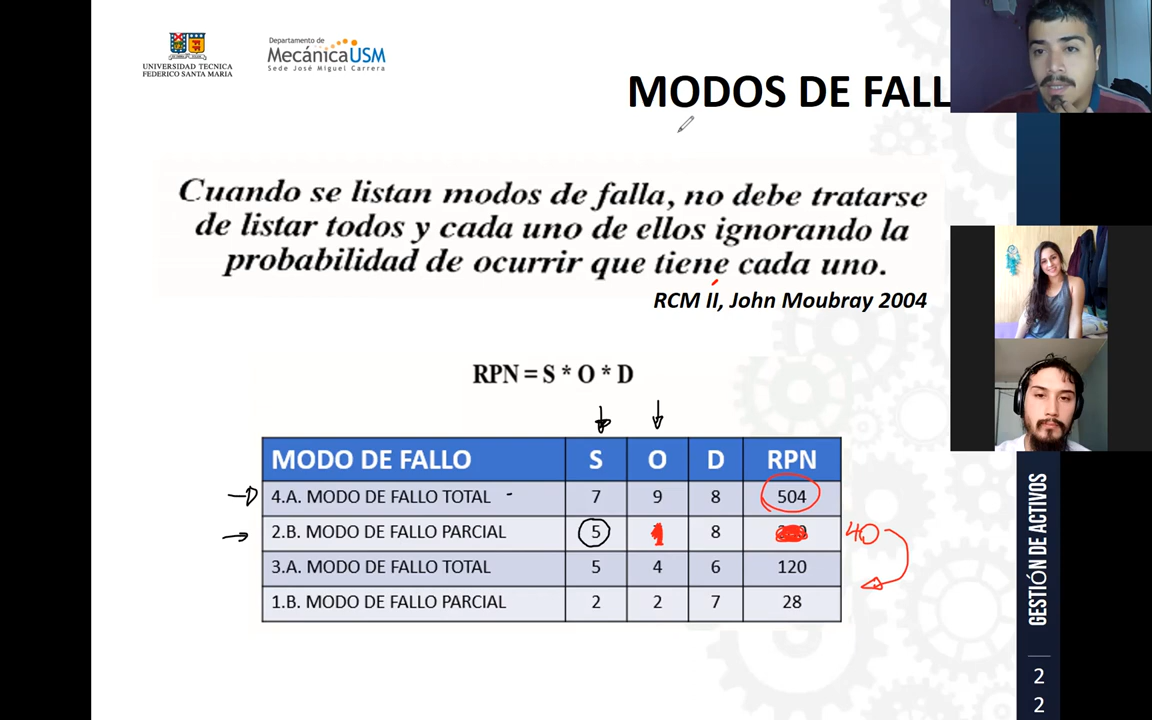 UNIVERSIDAD TECNICA
FEDERICO SANTA MARIA
Departamento de
MecánicaUSM
Sede José Miguel Carrera
MODOS DE FALL
Cuando se listan modos de falla, no debe tratarse
de listar todos y cada uno de ellos ignorando la
probabilidad de ocurrir que tiene cada uno.
RCM II, John Moubray 2004
RPN = S * O * D
MODO DE FALLO S O D RPN
4.A. MODO DE FALLO TOTAL 7 9 8 504
2.B. MODO DE FALLO PARCIAL 5 1 8 40
3.A. MODO DE FALLO TOTAL 5 4 6 120
1.B. MODO DE FALLO PARCIAL 2 2 7 28
GESTIÓN DE ACTIVOS
2
2